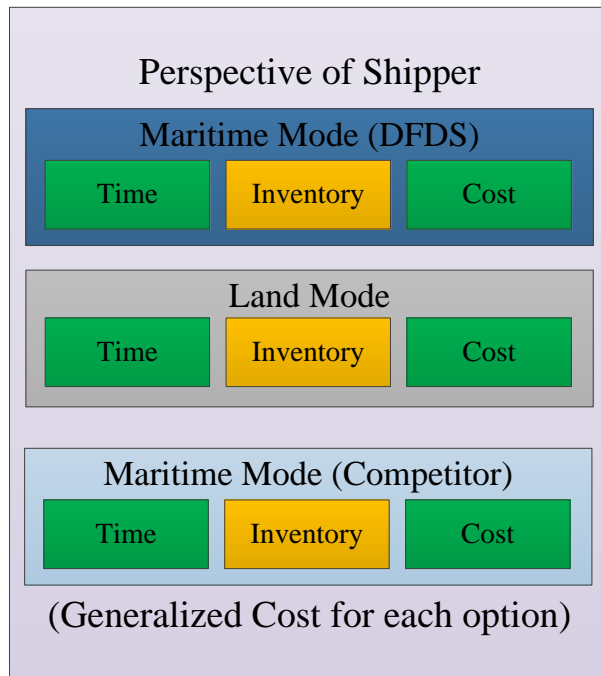 Perspective of Shipper
Maritime Mode (DFDS)
Time Inventory Cost
Land Mode
Time Inventory Cost
Maritime Mode (Competitor)
Time Inventory Cost
(Generalized Cost for each option)